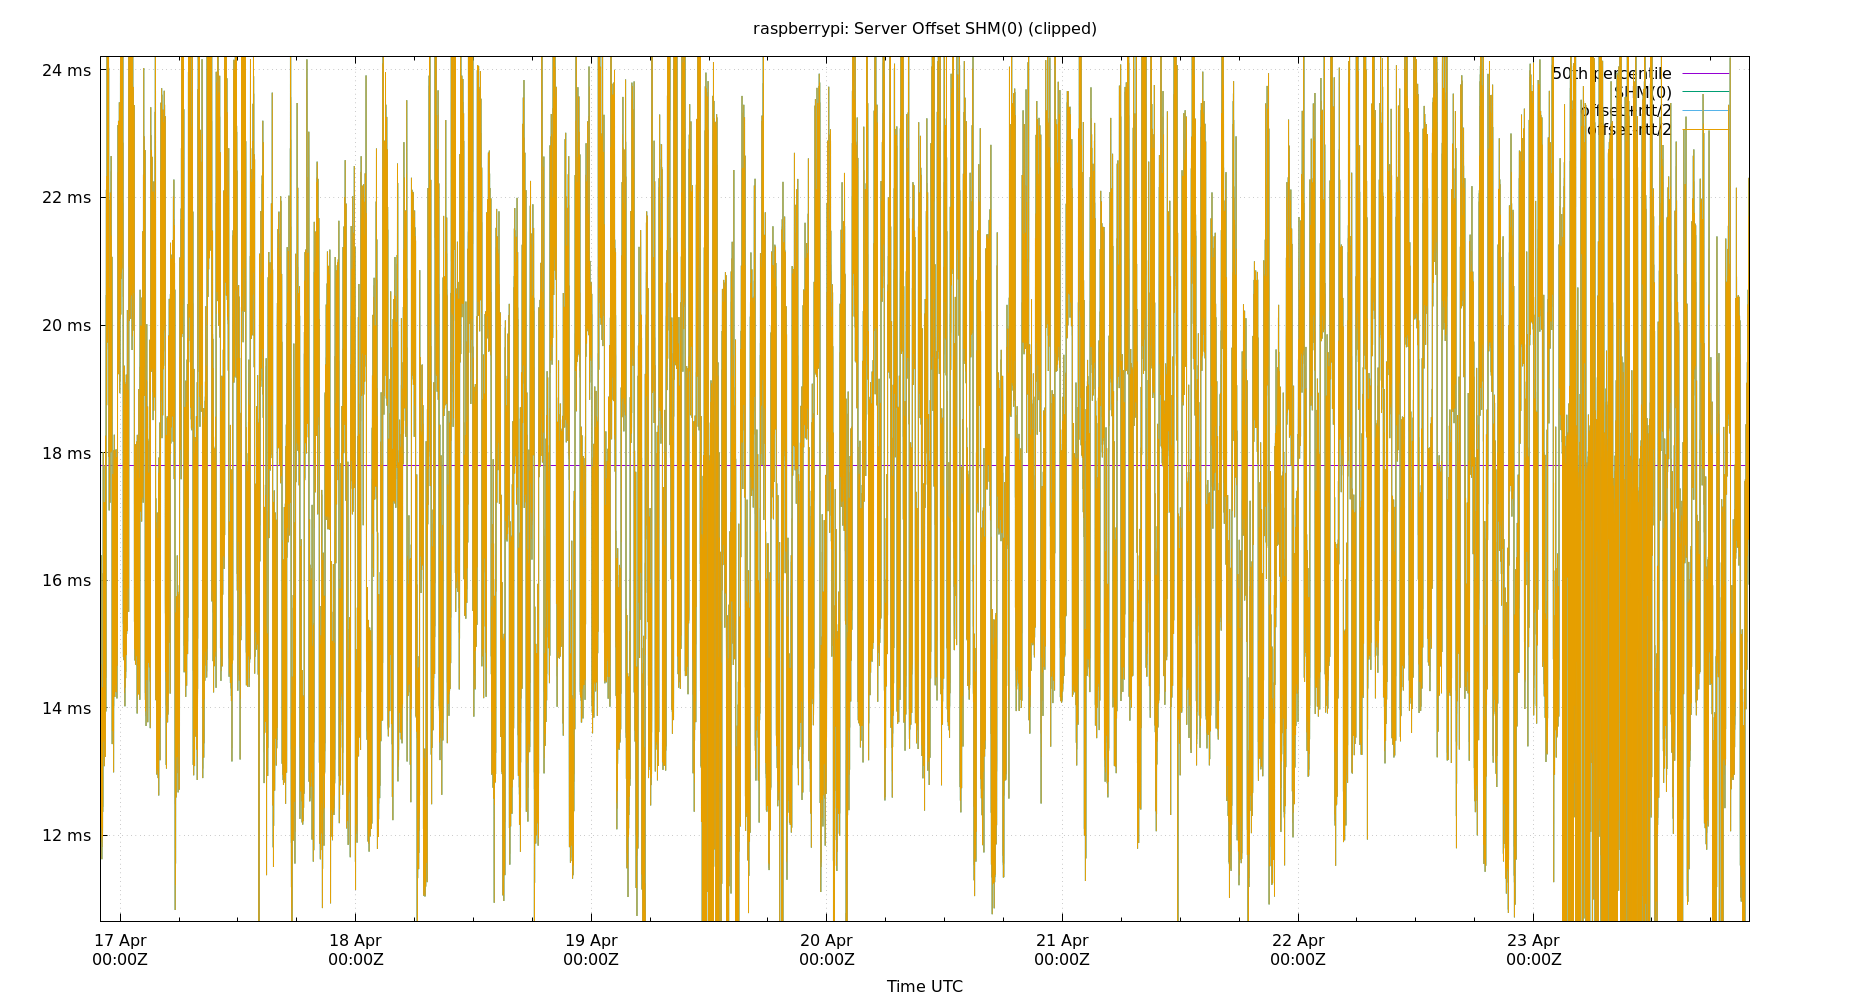 raspberrypi: Server Offset SHM(0) (clipped)
24 ms
22 ms
20 ms
18 ms
16 ms
14 ms
12 ms
50th percentile
SHM(0)
offset+rtt/2
offset-rtt/2
17 Apr 18 Apr 19 Apr 20 Apr 21 Apr 22 Apr 23 Apr
00:00Z 00:00Z 00:00Z 00:00Z 00:00Z 00:00Z 00:00Z
Time UTC